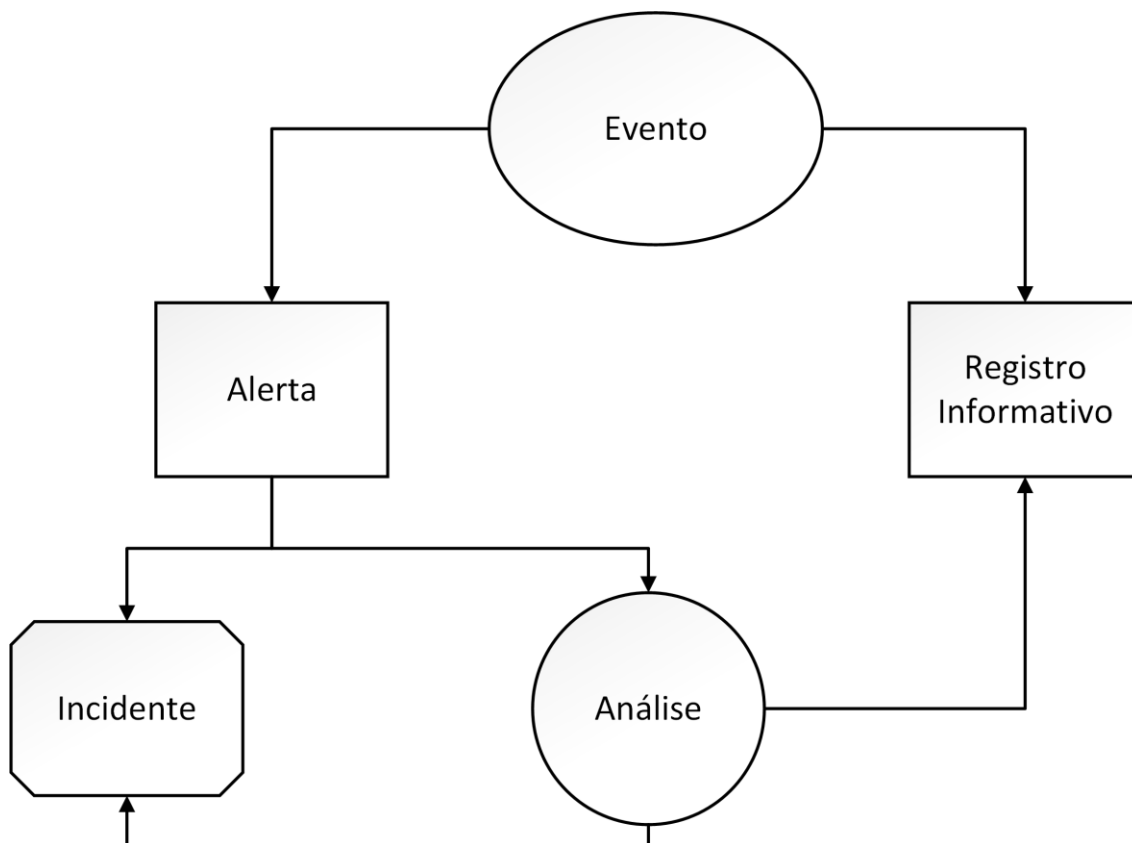 Evento
Alerta
Registro
Informativo
Incidente
Análise